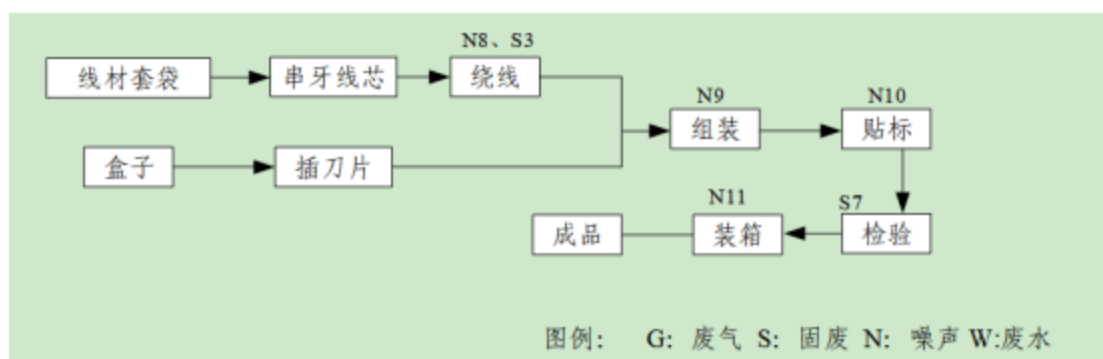 N8、S3
线材套袋 串牙线芯 绕线
N9 N10
组装 贴标
盒子 插刀片
N11 S7
成品 装箱 检验
图例： G: 废气 S: 固废 N: 噪声 W:废水